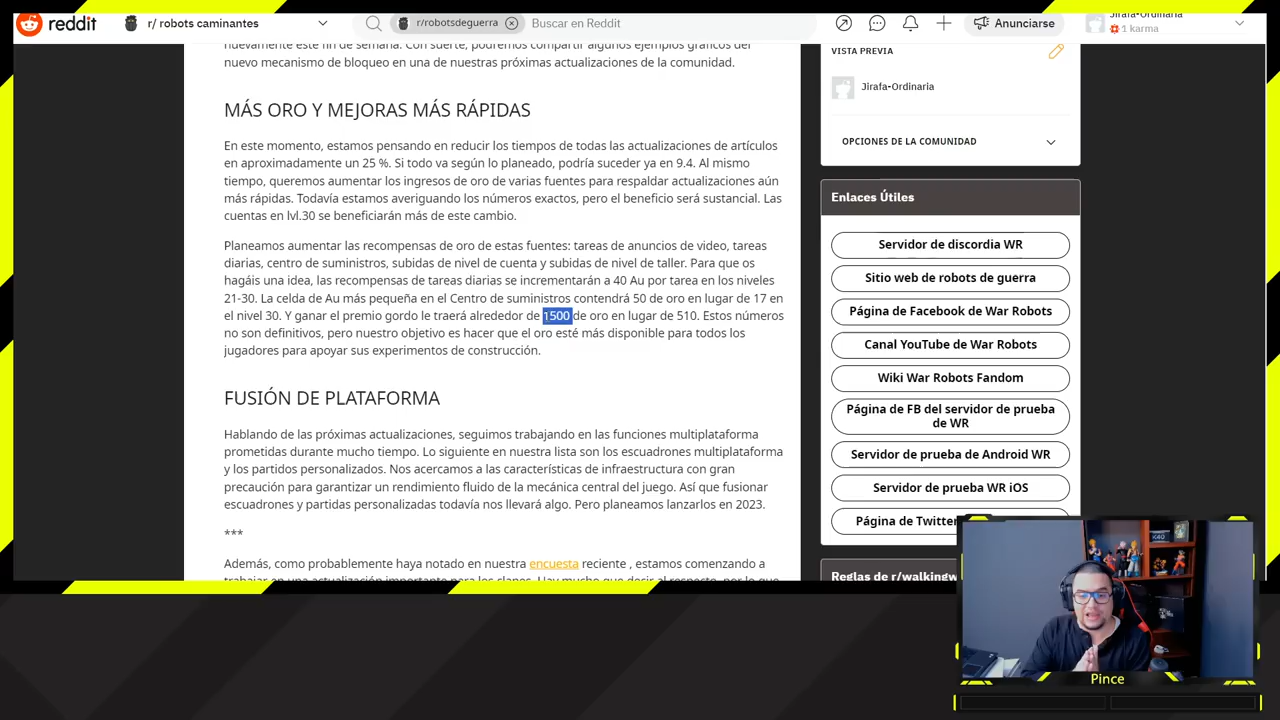 reddit
r/ robots caminantes
r/robotsdeguerra
Buscar en Reddit
Anunciarse
Jirafa-Ordinaria
1 karma
nuevamente este fin de semana. Con suerte, podremos compartir algunos ejemplos gráficos del
nuevo mecanismo de bloqueo en una de nuestras próximas actualizaciones de la comunidad.
MÁS ORO Y MEJORAS MÁS RÁPIDAS
En este momento, estamos pensando en reducir los tiempos de todas las actualizaciones de artículos
en aproximadamente un 25 %. Si todo va según lo planeado, podría suceder ya en 9.4. Al mismo
tiempo, queremos aumentar los ingresos de oro de varias fuentes para respaldar actualizaciones aún
más rápidas. Todavía estamos averiguando los números exactos, pero el beneficio será sustancial. Las
cuentas en lvl.30 se beneficiarán más de este cambio.
Planeamos aumentar las recompensas de oro de estas fuentes: tareas de anuncios de video, tareas
diarias, centro de suministros, subidas de nivel de cuenta y subidas de nivel de taller. Para que os
hagáis una idea, las recompensas de tareas diarias se incrementarán a 40 Au por tarea en los niveles
21-30. La celda de Au más pequeña en el Centro de suministros contendrá 50 de oro en lugar de 17 en
el nivel 30. Y ganar el premio gordo le traerá alrededor de 1500 de oro en lugar de 510. Estos números
no son definitivos, pero nuestro objetivo es hacer que el oro esté más disponible para todos los
jugadores para apoyar sus experimentos de construcción.
FUSIÓN DE PLATAFORMA
Hablando de las próximas actualizaciones, seguimos trabajando en las funciones multiplataforma
prometidas durante mucho tiempo. Lo siguiente en nuestra lista son los escuadrones multiplataforma
y los partidos personalizados. Nos acercamos a las características de infraestructura con gran
precaución para garantizar un rendimiento fluido de la mecánica central del juego. Así que fusionar
escuadrones y partidas personalizadas todavía nos llevará algo. Pero planeamos lanzarlos en 2023.
***
Además, como probablemente haya notado en nuestra encuesta reciente , estamos comenzando a
trabajar en una actualización importante para los clanes. Hay mucho que decir al respecto, por lo que
VISTA PREVIA
Jirafa-Ordinaria
OPCIONES DE LA COMUNIDAD
Enlaces Útiles
Servidor de discordia WR
Sitio web de robots de guerra
Página de Facebook de War Robots
Canal YouTube de War Robots
Wiki War Robots Fandom
Página de FB del servidor de prueba
de WR
Servidor de prueba de Android WR
Servidor de prueba WR iOS
Página de Twitter
Reglas de r/walkingw
Pince